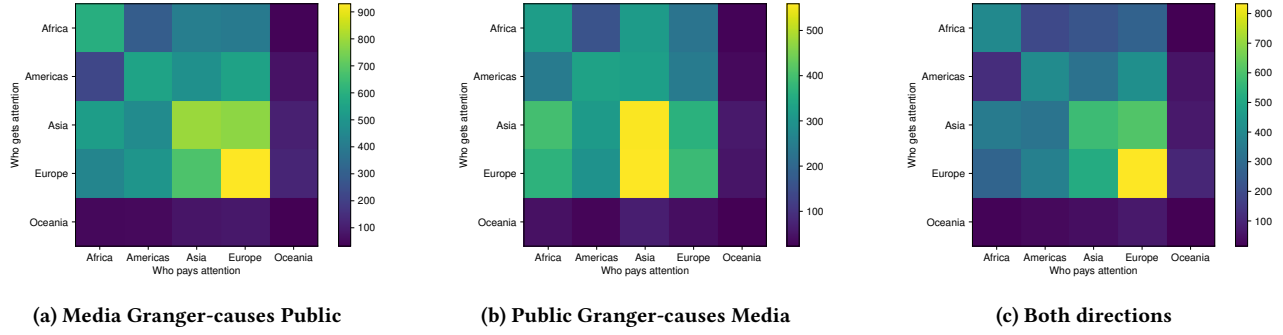 Who gets attention
Africa
Americas
Asia
Europe
Oceania
Africa Americas Asia Europe Oceania
Who pays attention
900
800
700
600
500
400
300
200
100
(a) Media Granger-causes Public
Who gets attention
Africa
Americas
Asia
Europe
Oceania
Africa Americas Asia Europe Oceania
Who pays attention
500
400
300
200
100
(b) Public Granger-causes Media
Who gets attention
Africa
Americas
Asia
Europe
Oceania
Africa Americas Asia Europe Oceania
Who pays attention
800
700
600
500
400
300
200
100
(c) Both directions